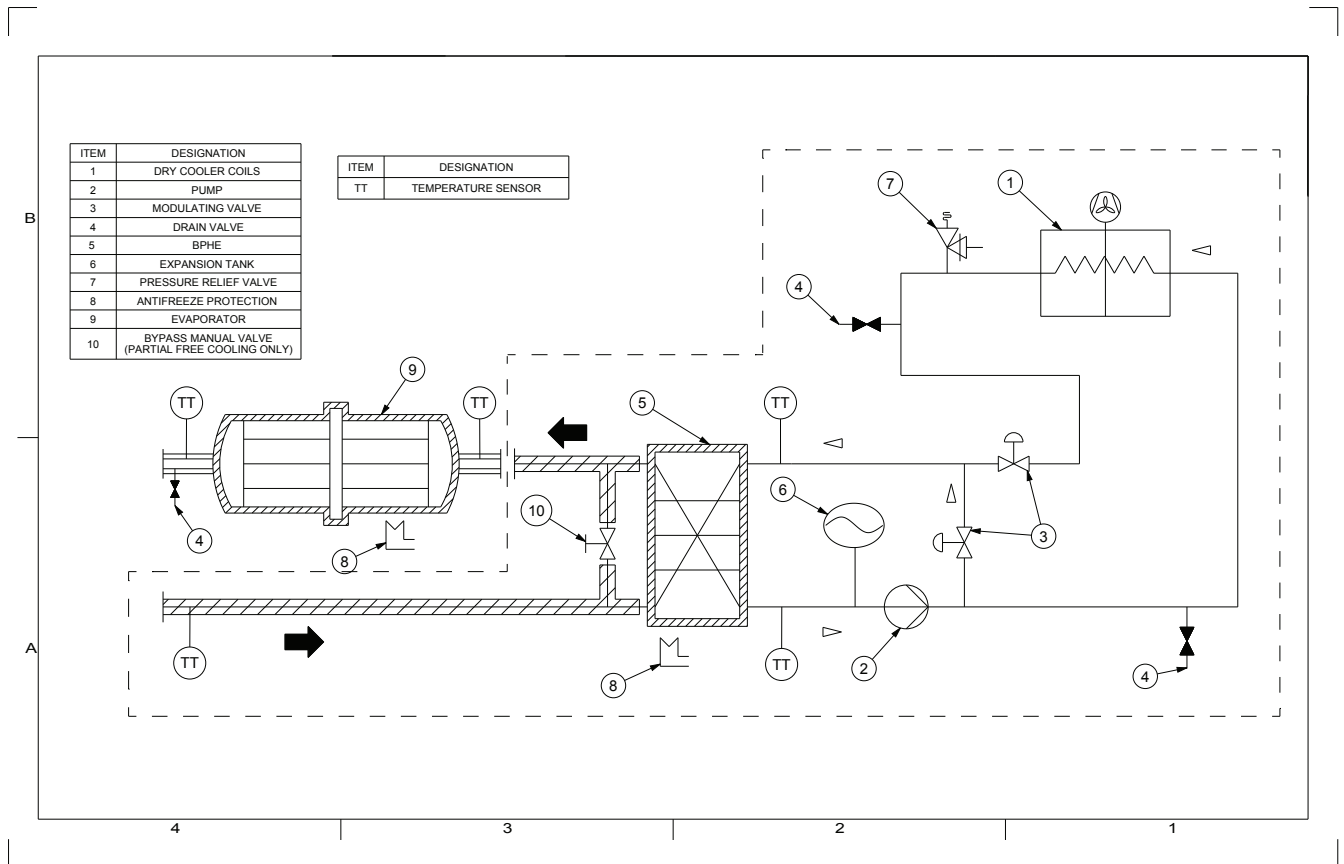 ITEM DESIGNATION
1 DRY COOLER COILS
2 PUMP
3 MODULATING VALVE
4 DRAIN VALVE
5 BPHE
6 EXPANSION TANK
7 PRESSURE RELIEF VALVE
8 ANTIFREEZE PROTECTION
9 EVAPORATOR
10 BYPASS MANUAL VALVE
(PARTIAL FREE COOLING ONLY)
ITEM DESIGNATION
TT TEMPERATURE SENSOR
7
1
B
4
9
TT
TT
5
TT
6
10
3
4
8
A
TT
8
TT
2
4
4
3
2
1